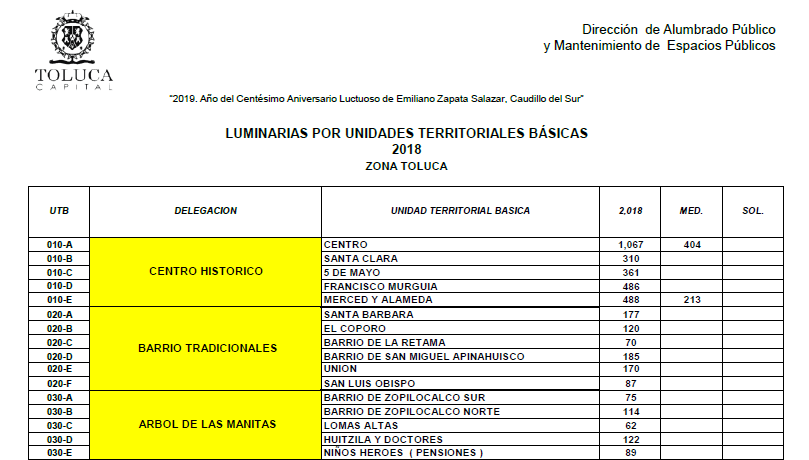 Dirección de Alumbrado Público
y Mantenimiento de Espacios Públicos
TOLUCA
CAPITAL
"2019. Año del Centésimo Aniversario Luctuoso de Emiliano Zapata Salazar, Caudillo del Sur"
LUMINARIAS POR UNIDADES TERRITORIALES BÁSICAS
2018
ZONA TOLUCA
UTB DELEGACION UNIDAD TERRITORIAL BASICA 2,018 MED. SOL.
010-A CENTRO 1,067 404
010-B SANTA CLARA 310
010-C CENTRO HISTORICO 5 DE MAYO 361
010-D FRANCISCO MURGUIA 486
010-E MERCED Y ALAMEDA 488 213
020-A SANTA BARBARA 177
020-B EL COPORO 120
020-C BARRIO TRADICIONALES BARRIO DE LA RETAMA 70
020-D BARRIO DE SAN MIGUEL APINAHUISCO 185
020-E UNION 170
020-F SAN LUIS OBISPO 87
030-A BARRIO DE ZOPILOCALCO SUR 75
030-B BARRIO DE ZOPILOCALCO NORTE 114
030-C ARBOL DE LAS MANITAS LOMAS ALTAS 62
030-D HUITZILA Y DOCTORES 122
030-E NIÑOS HEROES ( PENSIONES ) 89